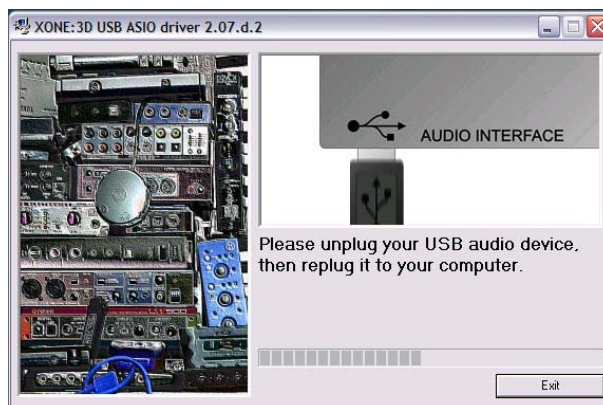 XONE:3D USB ASIO driver 2.07.d.2
AUDIO INTERFACE
Please unplug your USB audio device,
then replug it to your computer.
Exit